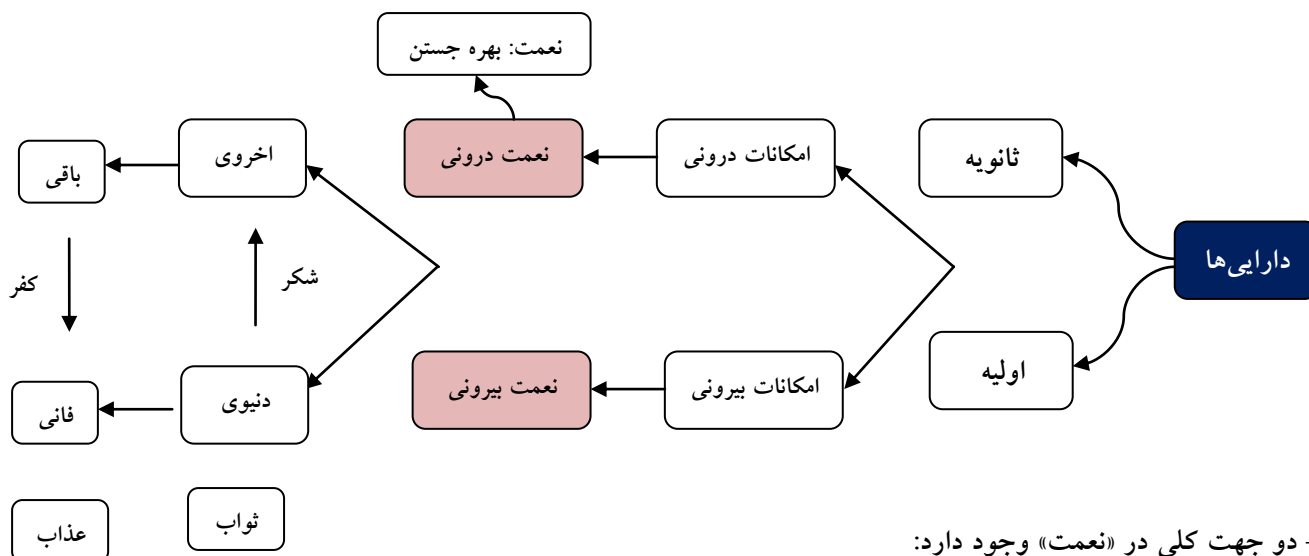 نعمت: بهره جستن
دارایی‌ها
ثانویه
اولیه
امکانات درونی
نعمت درونی
امکانات بیرونی
نعمت بیرونی
اخروی
باقی
شکر
کفر
دنیوی
فانی
ثواب
عذاب
- دو جهت کلی در «نعمت» وجود دارد: